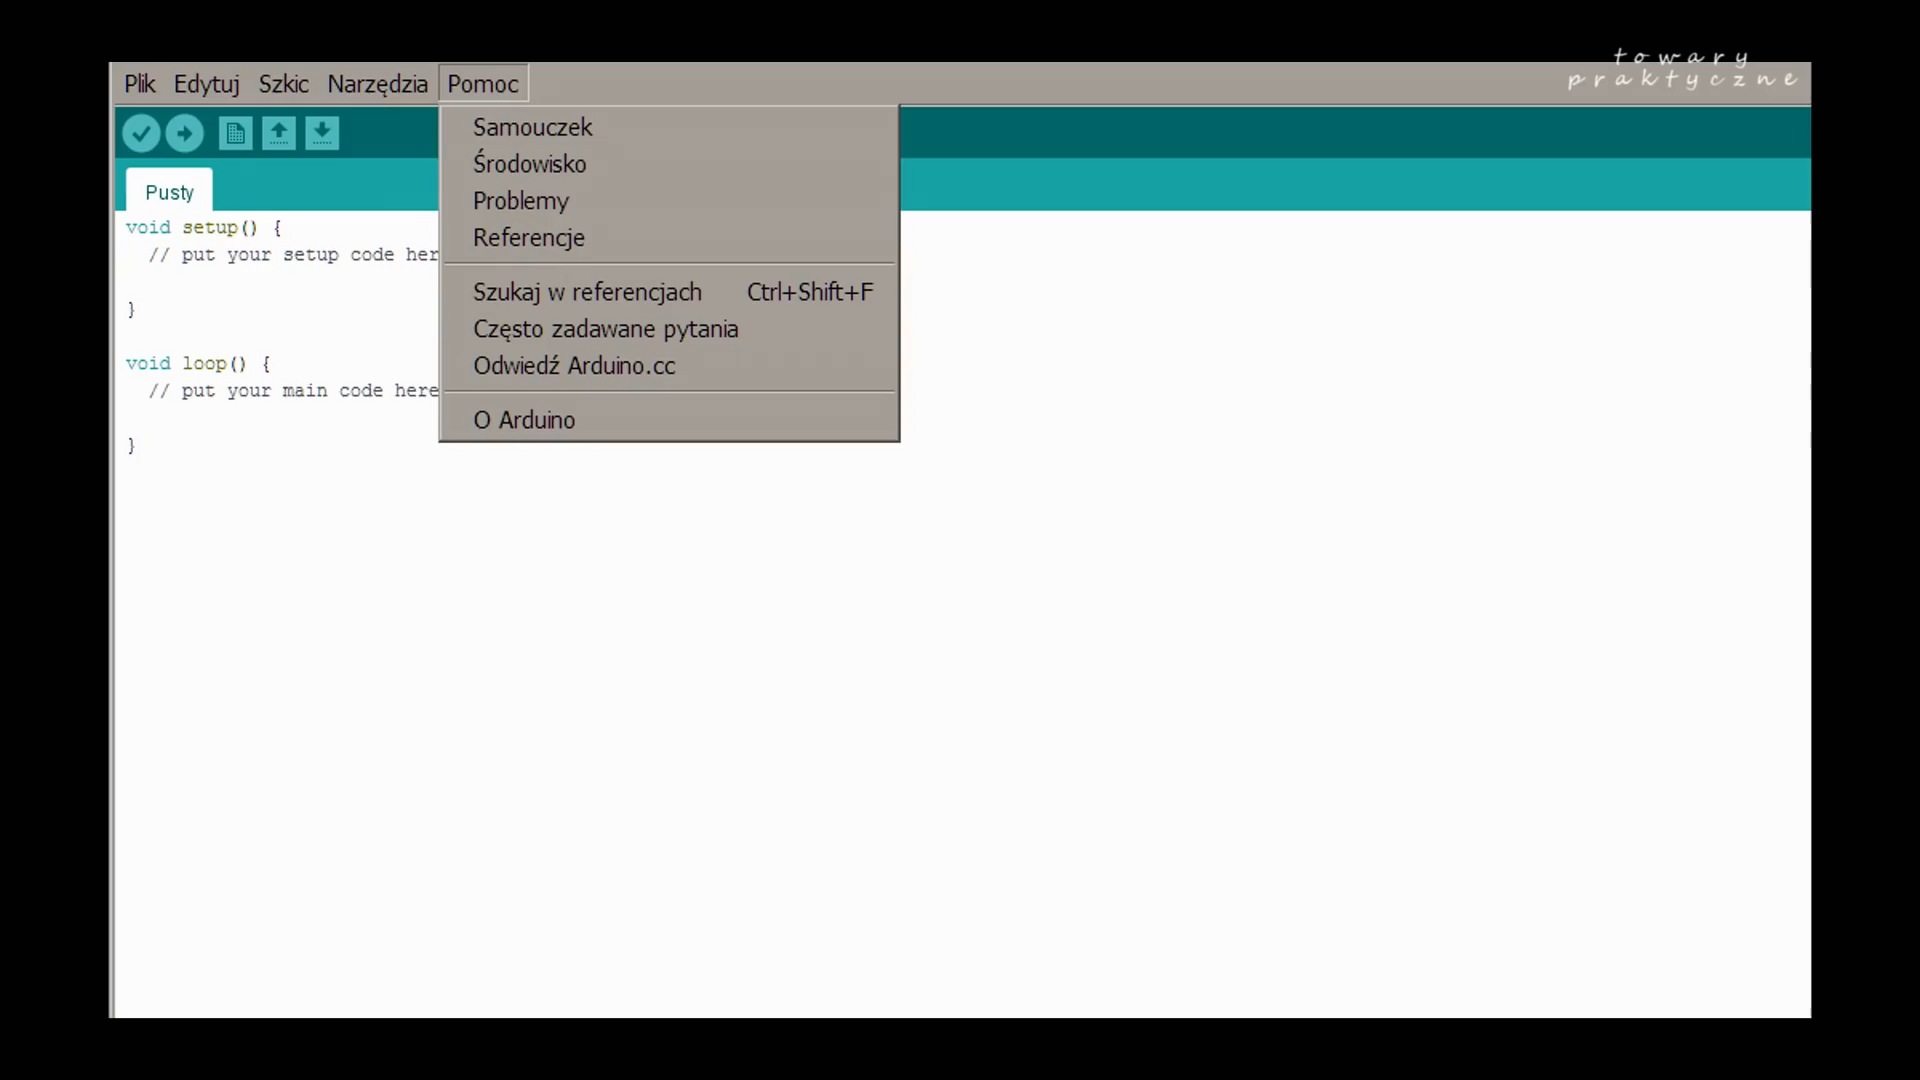 towary
praktyczne
Plik Edytuj Szkic Narzędzia Pomoc
Samouczek
Środowisko
Problemy
Referencje
Szukaj w referencjach Ctrl+Shift+F
Często zadawane pytania
Odwiedź Arduino.cc
O Arduino
Pusty
void setup() {
// put your setup code her
}
void loop() {
// put your main code here
}